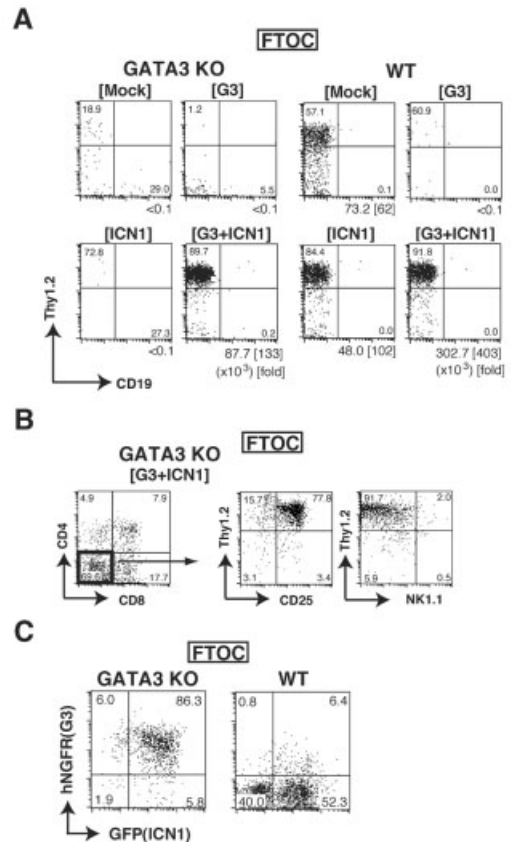 A
FTOC
GATA3 KO WT
[Mock] [G3] [Mock] [G3]
18.9 1.2 57.1 60.9
29.0 5.5 0.1 0.0
<0.1 <0.1 73.2 [62] <0.1
[ICN1] [G3+ICN1] [ICN1] [G3+ICN1]
72.6 89.7 84.4 91.8
27.3 0.2 0.0 0.0
<0.1 87.7 [133] 48.0 [102] 302.7 [403]
(x10³) [fold] (x10³) [fold]
Thy1.2
CD19
B
FTOC
GATA3 KO
[G3+ICN1]
4.9 7.9 15.7 77.8 91.7 2.0
17.7 3.1 3.4 5.9 0.5
CD4 Thy1.2 Thy1.2
CD8 CD25 NK1.1
C
FTOC
GATA3 KO WT
6.0 86.3 0.8 6.4
1.9 5.8 40.0 52.3
hNGFR(G3)
GFP(ICN1)